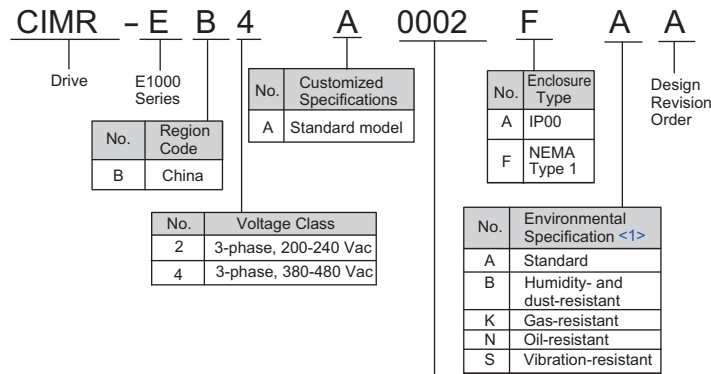 CIMR - E B 4 A 0002 F A A
Drive
E1000
Series
Design
Revision
Order
No. Customized
Specifications
A Standard model
No. Enclosure
Type
A IP00
F NEMA
Type 1
No. Region
Code
B China
No. Voltage Class
2 3-phase, 200-240 Vac
4 3-phase, 380-480 Vac
No. Environmental
Specification <1>
A Standard
B Humidity- and
dust-resistant
K Gas-resistant
N Oil-resistant
S Vibration-resistant